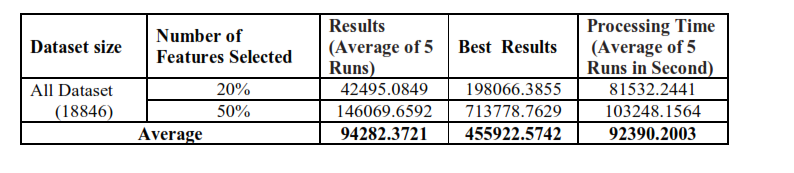 Dataset size Number of Features Selected Results (Average of 5 Runs) Best Results Processing Time (Average of 5 Runs in Second)
All Dataset (18846) 20% 42495.0849 198066.3855 81532.2441
50% 146069.6592 713778.7629 103248.1564
Average 94282.3721 455922.5742 92390.2003